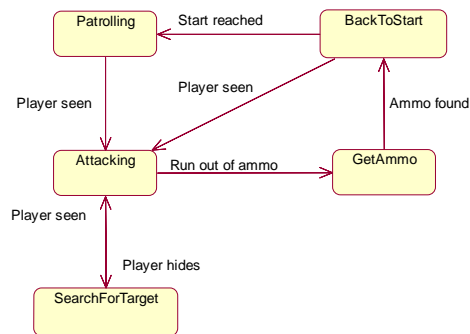 Patrolling
Start reached
BackToStart
Player seen
Player seen
Ammo found
Attacking
Run out of ammo
GetAmmo
Player seen
Player hides
SearchForTarget